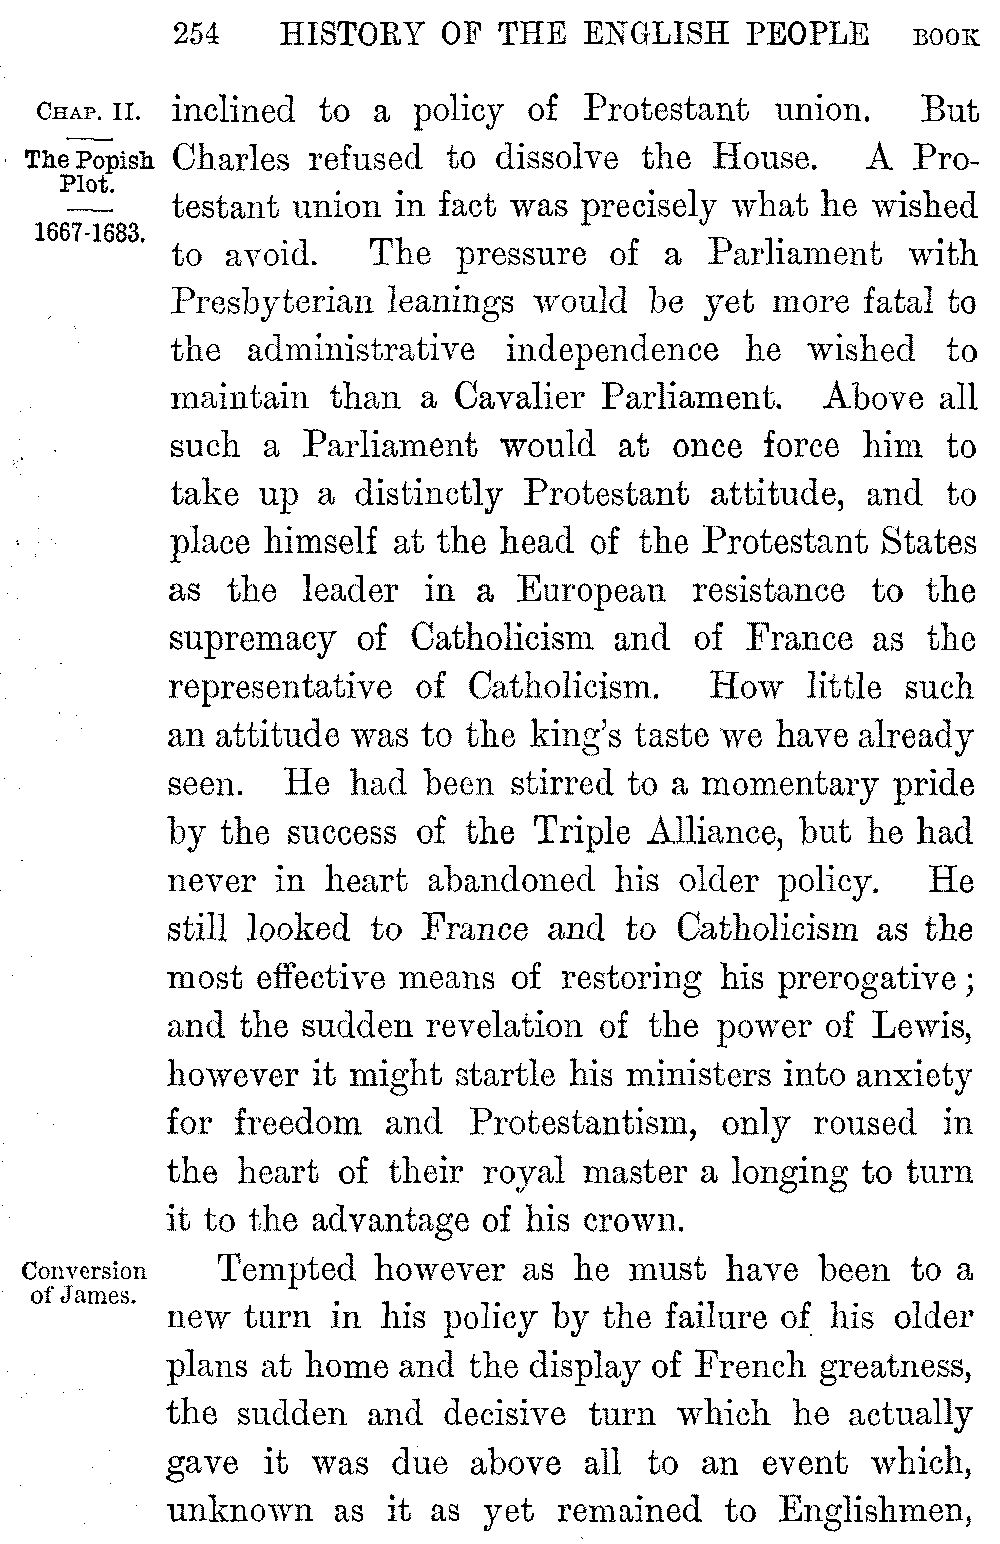 254 HISTORY OF THE ENGLISH PEOPLE BOOK
CHAP. II.
The Popish
Plot.
1667-1683.
inclined to a policy of Protestant union. But
Charles refused to dissolve the House. A Pro-
testant union in fact was precisely what he wished
to avoid. The pressure of a Parliament with
Presbyterian leanings would be yet more fatal to
the administrative independence he wished to
maintain than a Cavalier Parliament. Above all
such a Parliament would at once force him to
take up a distinctly Protestant attitude, and to
place himself at the head of the Protestant States
as the leader in a European resistance to the
supremacy of Catholicism and of France as the
representative of Catholicism. How little such
an attitude was to the king's taste we have already
seen. He had been stirred to a momentary pride
by the success of the Triple Alliance, but he had
never in heart abandoned his older policy. He
still looked to France and to Catholicism as the
most effective means of restoring his prerogative;
and the sudden revelation of the power of Lewis,
however it might startle his ministers into anxiety
for freedom and Protestantism, only roused in
the heart of their royal master a longing to turn
it to the advantage of his crown.
Conversion
of James.
Tempted however as he must have been to a
new turn in his policy by the failure of his older
plans at home and the display of French greatness,
the sudden and decisive turn which he actually
gave it was due above all to an event which,
unknown as it as yet remained to Englishmen,